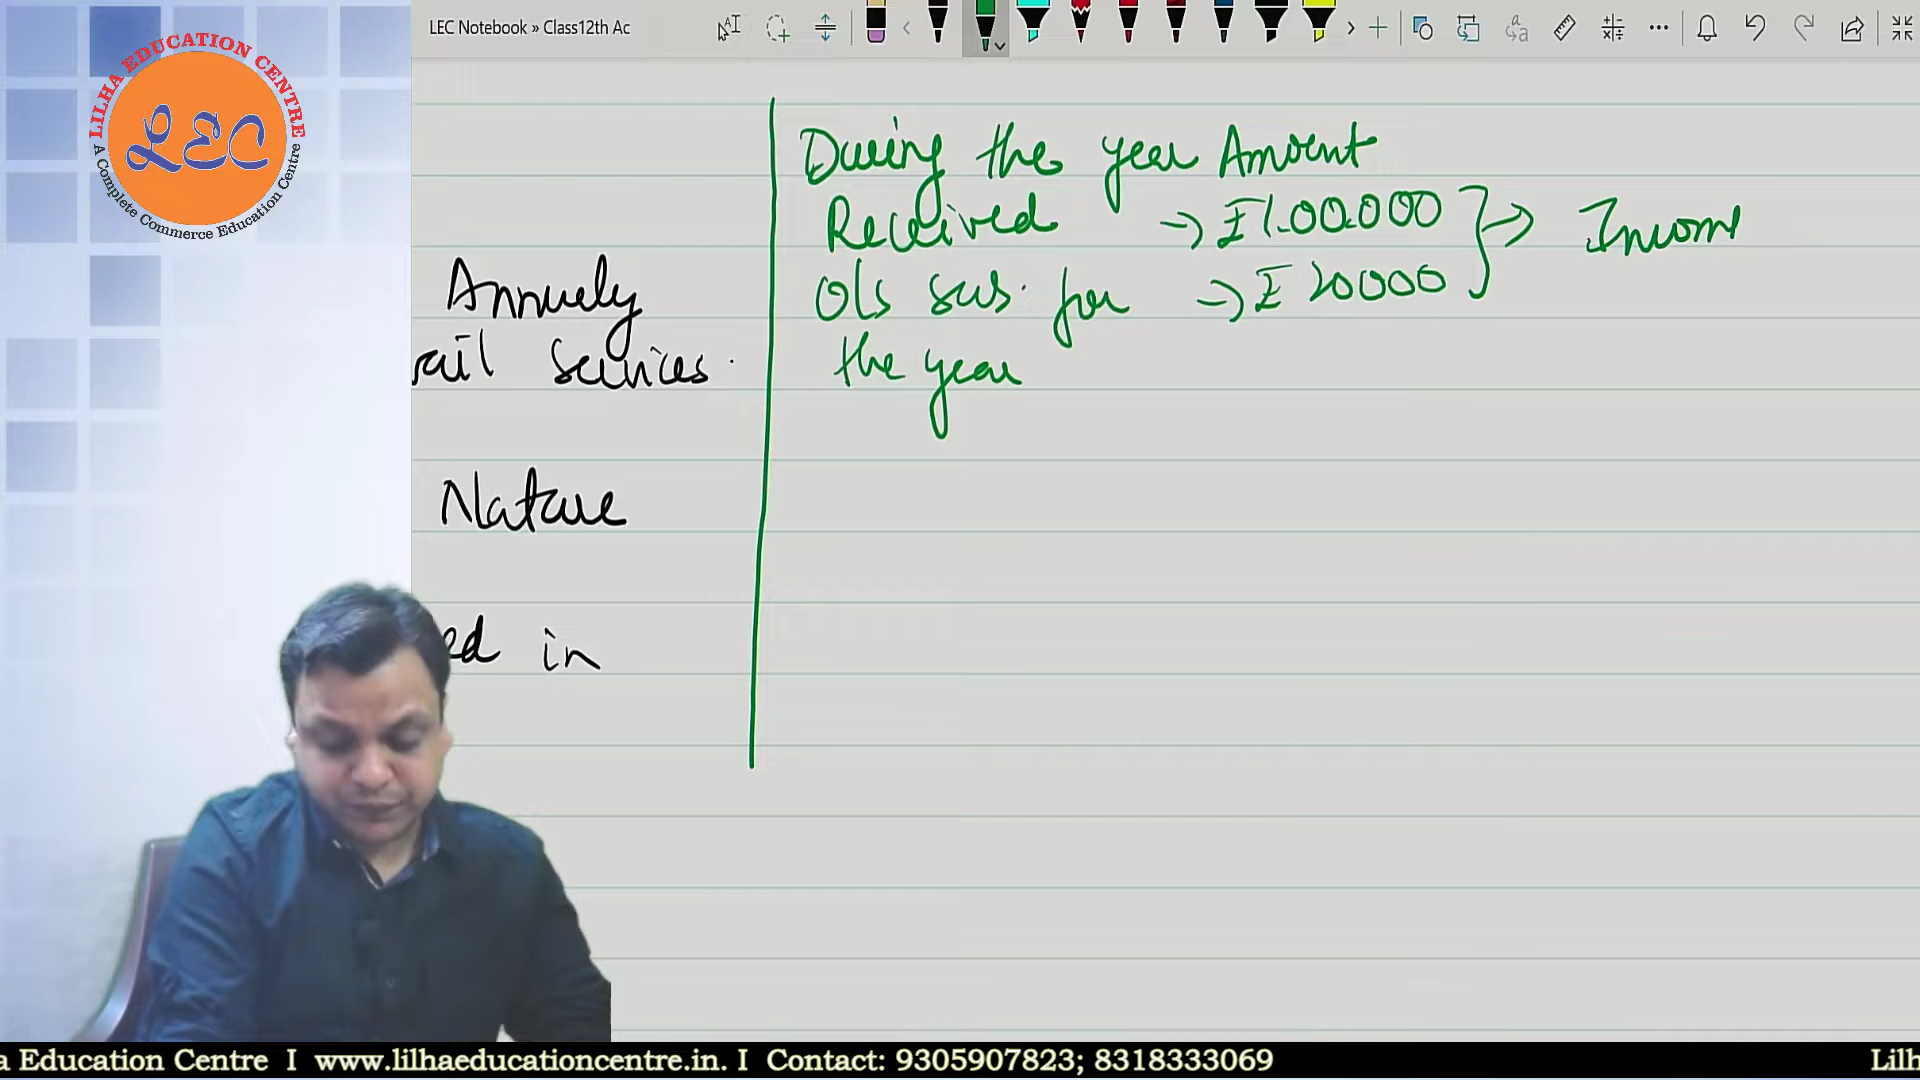 LEC Notebook » Class12th Ac
LILHA EDUCATION CENTRE
LEC
A Complete Commerce Education Centre
During the year Amount
Received → ₹1,00,000 } → Income
O/s sub. for → ₹20000
the year
Annuely
vail Services.
Nature
ed in
a Education Centre I www.lilhaeducationcentre.in. I Contact: 9305907823; 8318333069
Lilh